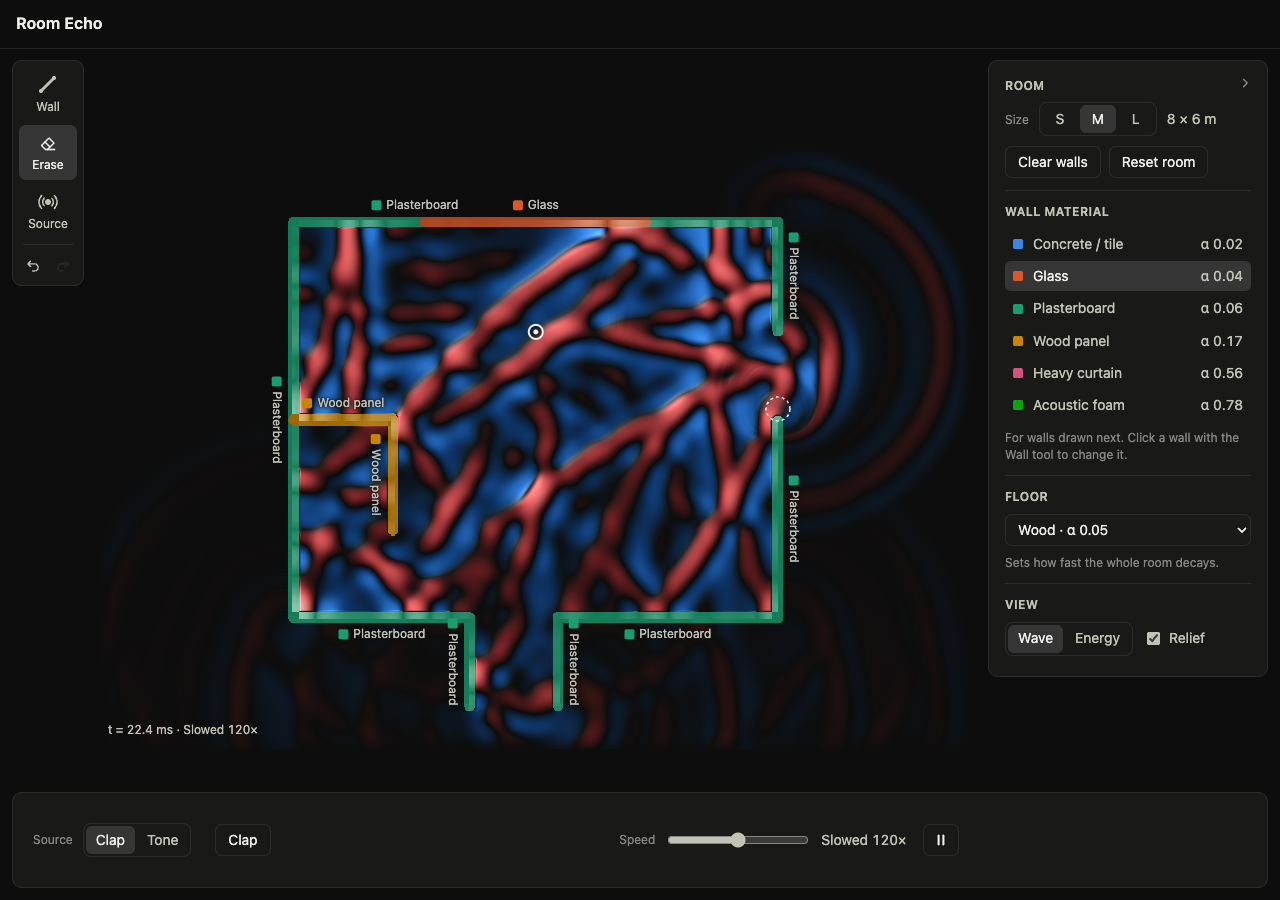 Room Echo
Wall
Erase
Source
Plasterboard
Glass
Plasterboard
Plasterboard
Wood panel
Wood panel
Plasterboard
Plasterboard
Plasterboard
Plasterboard
Plasterboard
t = 22.4 ms · Slowed 120×
ROOM
Size S M L 8 × 6 m
Clear walls Reset room
WALL MATERIAL
Concrete / tile α 0.02
Glass α 0.04
Plasterboard α 0.06
Wood panel α 0.17
Heavy curtain α 0.56
Acoustic foam α 0.78
For walls drawn next. Click a wall with the
Wall tool to change it.
FLOOR
Wood · α 0.05
Sets how fast the whole room decays.
VIEW
Wave Energy Relief
Source Clap Tone Clap
Speed Slowed 120×